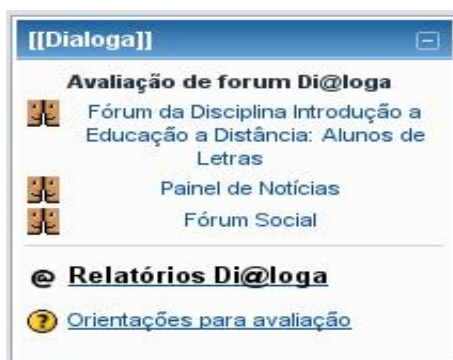 [[Dialoga]]
Avaliação de forum Di@loga
Fórum da Disciplina Introdução a
Educação a Distância: Alunos de
Letras
Painel de Notícias
Fórum Social
@ Relatórios Di@loga
? Orientações para avaliação